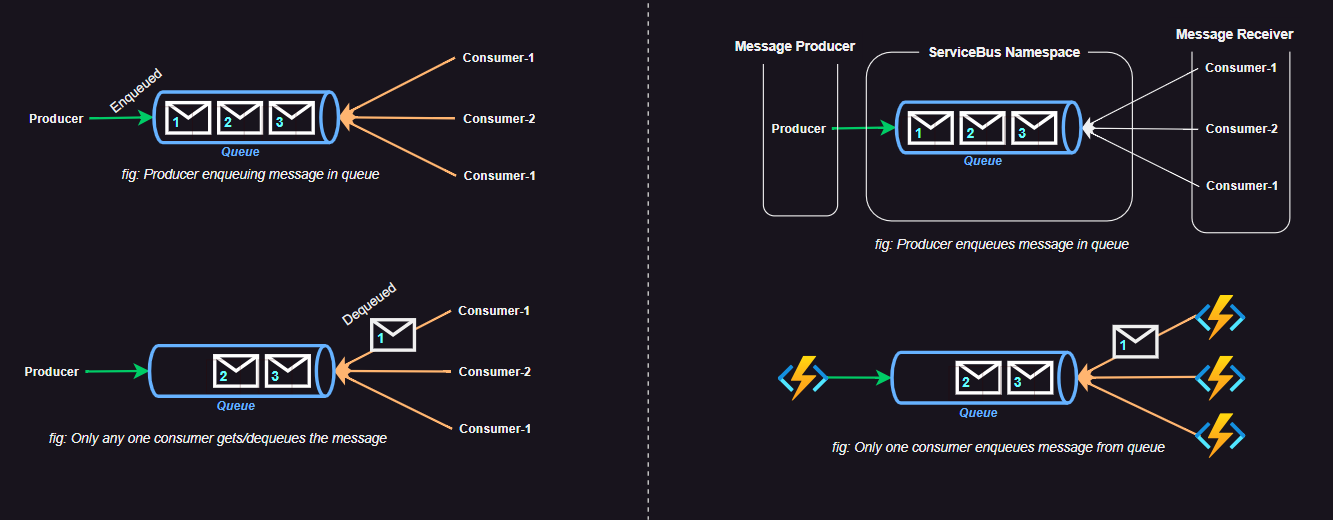 Consumer-1
Enqueued
Producer
1 2 3
Consumer-2
Queue
fig: Producer enqueuing message in queue
Consumer-1
Dequeued
Consumer-1
1
Producer
2 3
Consumer-2
Queue
Consumer-1
fig: Only any one consumer gets/dequeues the message
Message Producer
ServiceBus Namespace
Message Receiver
Consumer-1
Producer
1 2 3
Consumer-2
Queue
Consumer-1
fig: Producer enqueues message in queue
1
2 3
Queue
fig: Only one consumer enqueues message from queue